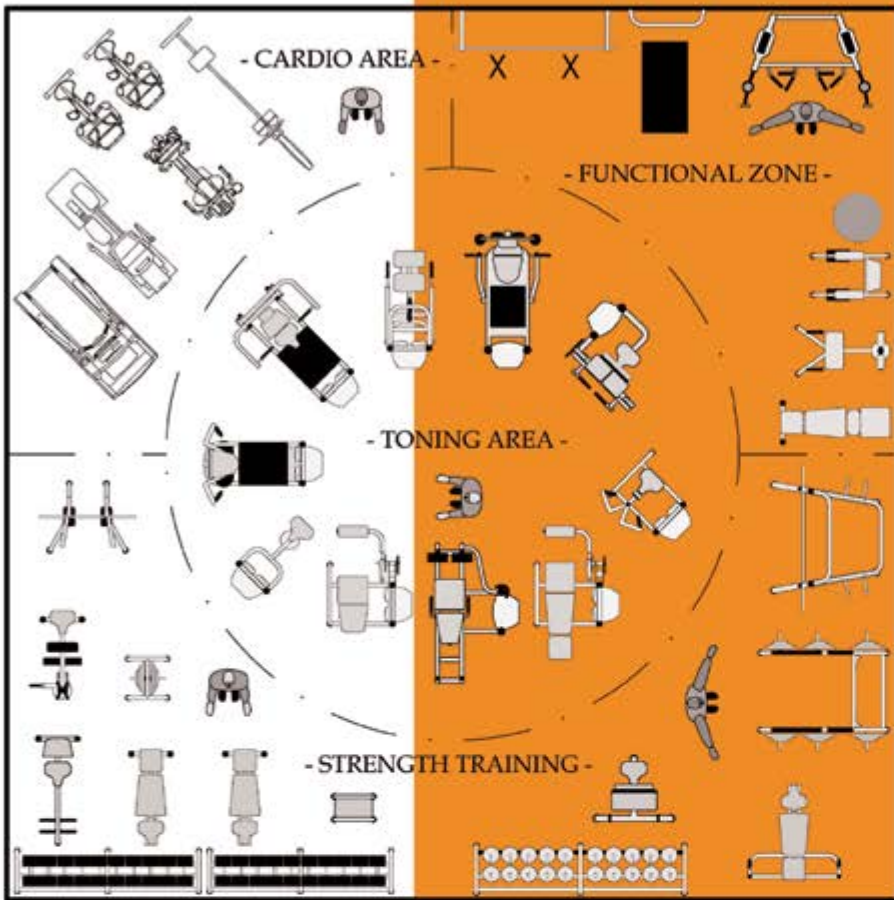 - CARDIO AREA -
X X
- FUNCTIONAL ZONE -
- TONING AREA -
- STRENGTH TRAINING -